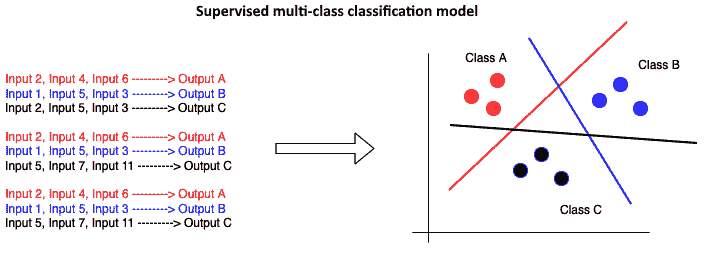 Supervised multi-class classification model
Input 2, Input 4, Input 6 ---------> Output A
Input 1, Input 5, Input 3 ---------> Output B
Input 2, Input 5, Input 3 ---------> Output C
Input 2, Input 4, Input 6 ---------> Output A
Input 1, Input 5, Input 3 ---------> Output B
Input 5, Input 7, Input 11 ---------> Output C
Input 2, Input 4, Input 6 ---------> Output A
Input 1, Input 5, Input 3 ---------> Output B
Input 5, Input 7, Input 11 ---------> Output C
Class A
Class B
Class C